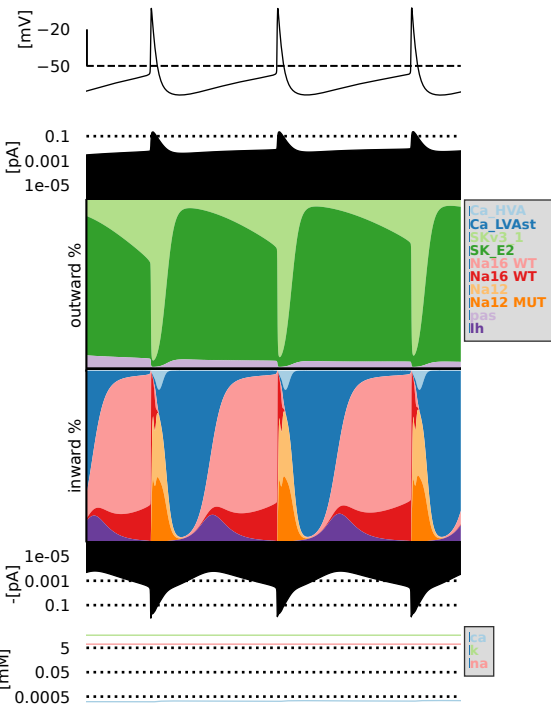 [mV]
−20
−50
[pA]
0.1
0.001
1e-05
outward %
Ca_HVA
Ca_LVAst
SKv3_1
SK_E2
Na16 WT
Na16 WT
Na12
Na12 MUT
pas
Ih
inward %
-[pA]
1e-05
0.001
0.1
[mM]
5
0.05
0.0005
ca
k
na